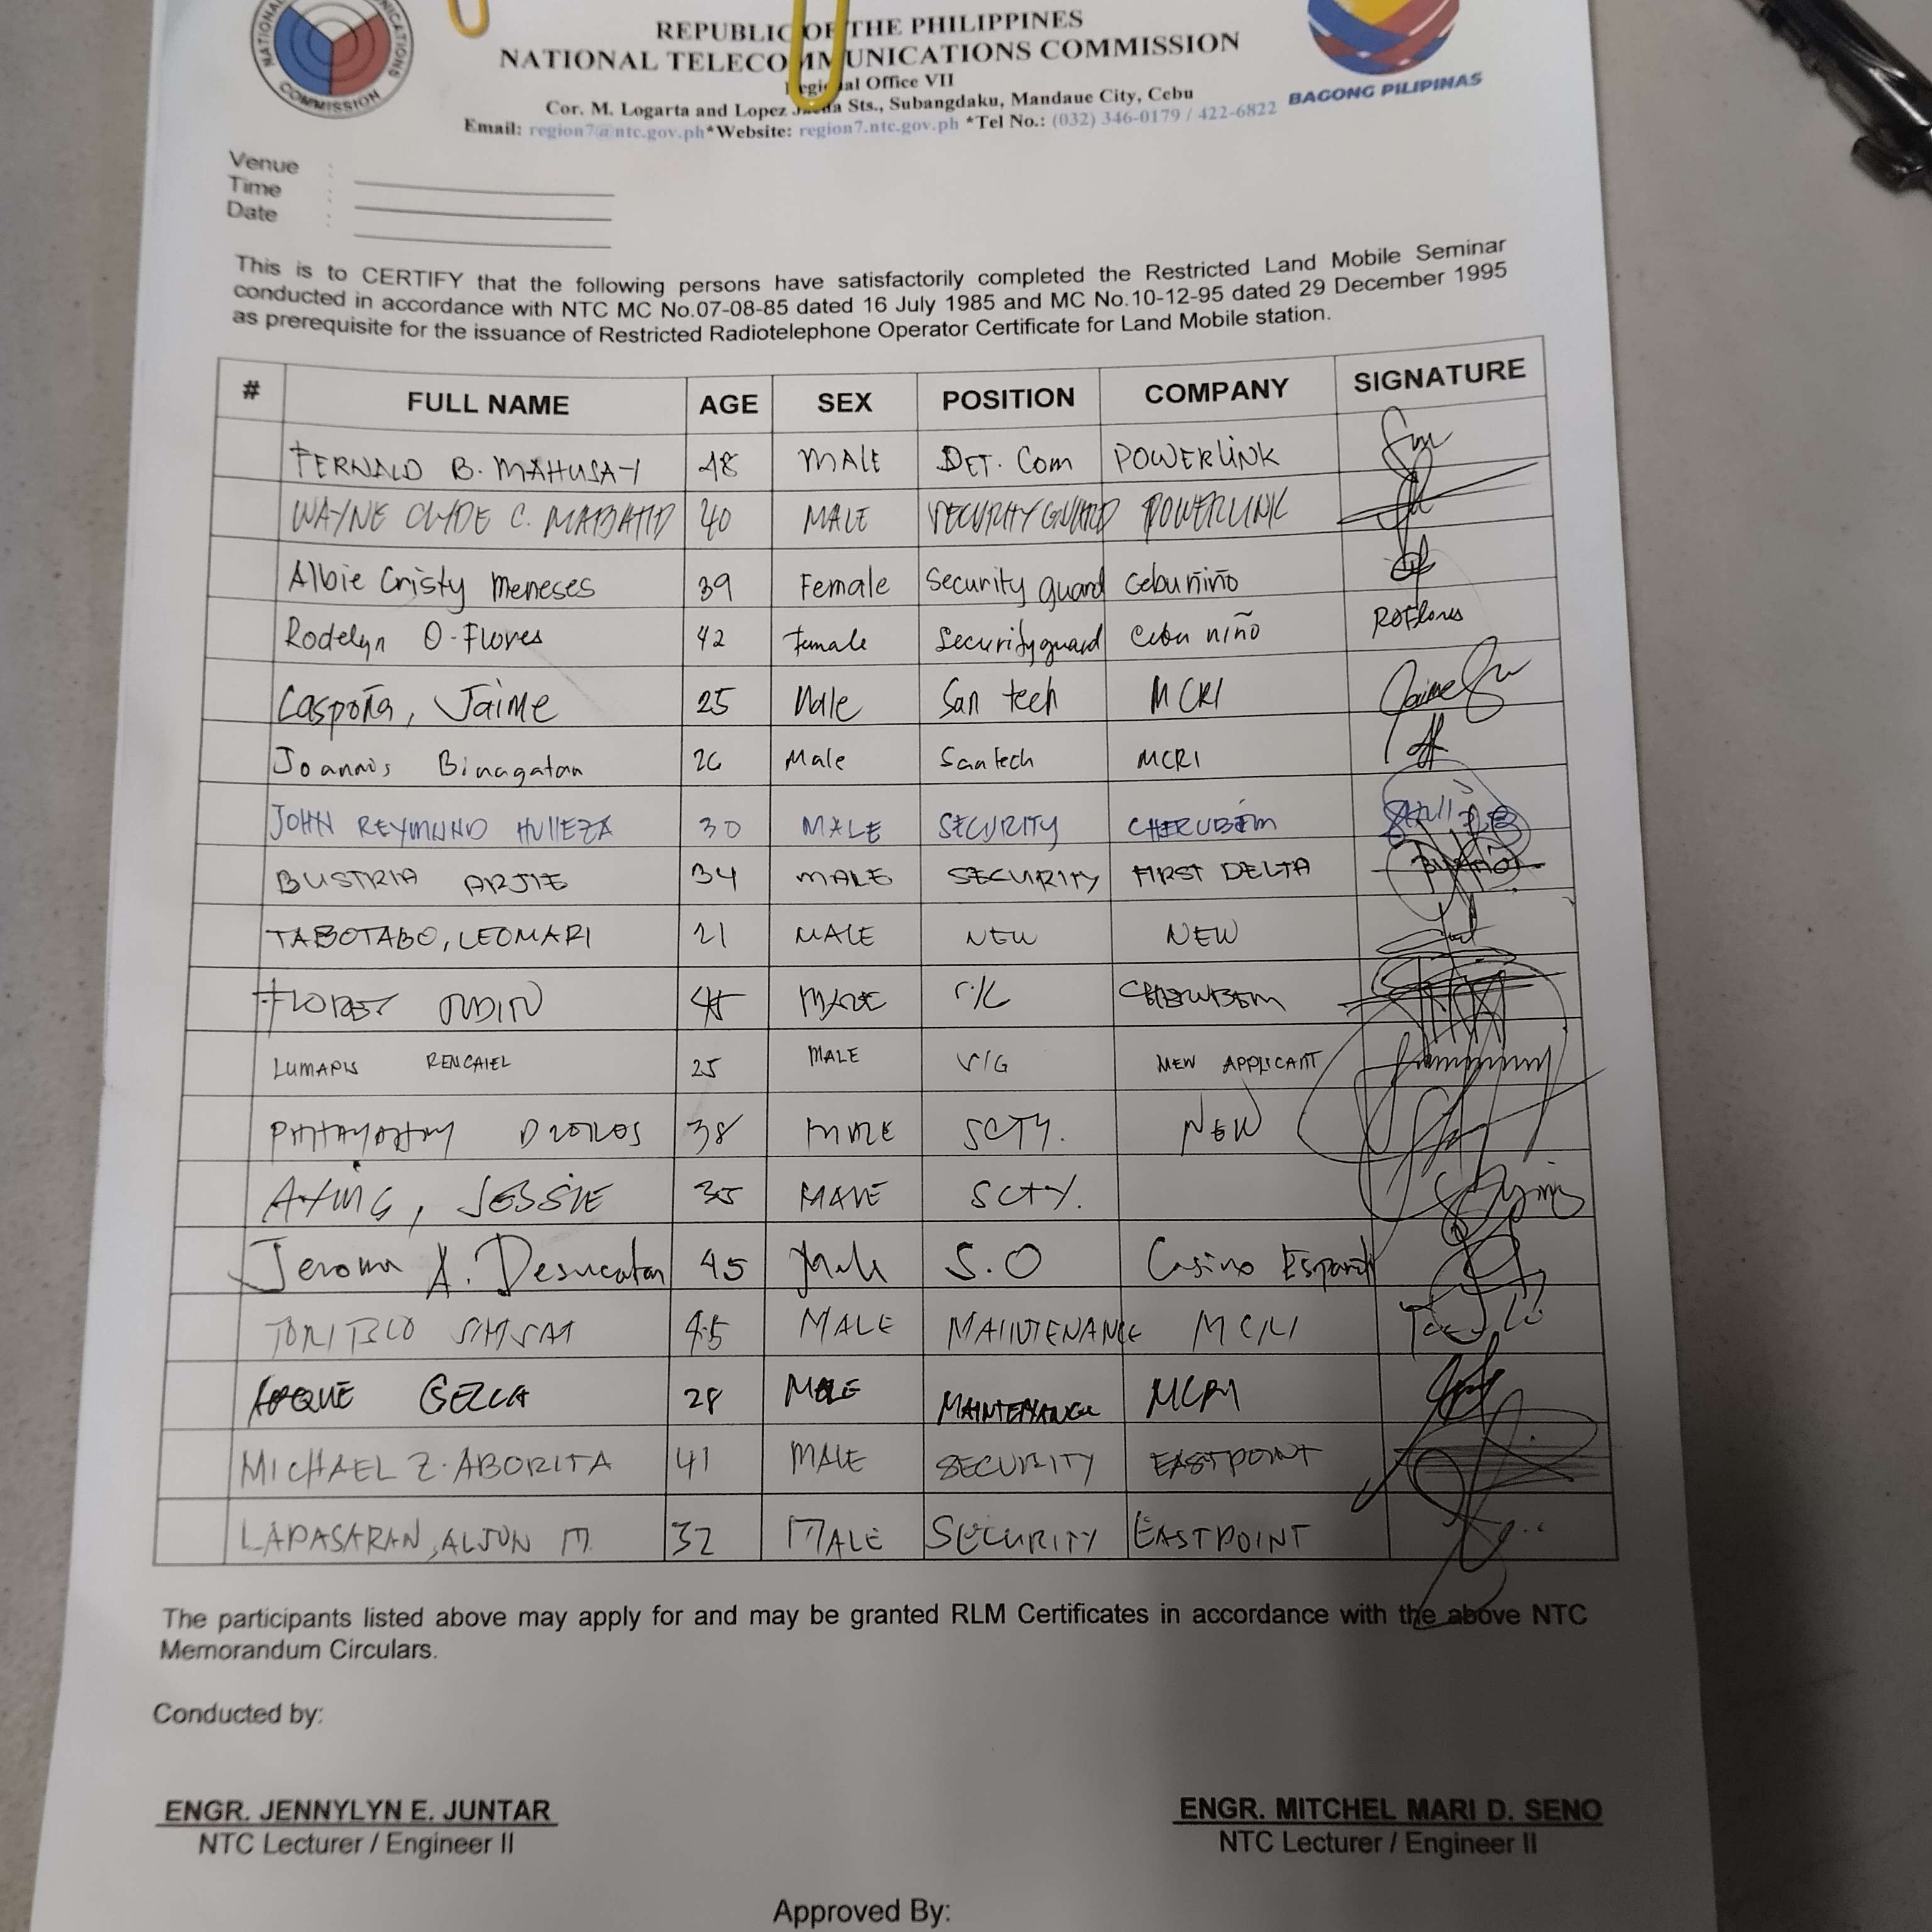 NATIONAL COMMUNICATIONS COMMISSION
REPUBLIC OF THE PHILIPPINES
NATIONAL TELECOMMUNICATIONS COMMISSION
Regional Office VII
Cor. M. Logarta and Lopez Jaena Sts., Subangdaku, Mandaue City, Cebu
Email: region7@ntc.gov.ph*Website: region7.ntc.gov.ph *Tel No.: (032) 346-0179 / 422-6822
BAGONG PILIPINAS
Venue :
Time :
Date :
This is to CERTIFY that the following persons have satisfactorily completed the Restricted Land Mobile Seminar
conducted in accordance with NTC MC No.07-08-85 dated 16 July 1985 and MC No.10-12-95 dated 29 December 1995
as prerequisite for the issuance of Restricted Radiotelephone Operator Certificate for Land Mobile station.
# FULL NAME AGE SEX POSITION COMPANY SIGNATURE
FERNALD B. MAHUSAY 48 MALE DET. Com POWERLINK
WAYNE CLYDE C. MABATID 40 MALE SECURITY GUARD POWERLINK
Albie Cristy Meneses 39 Female Security guard Cebu niño
Rodelyn O-Flores 42 Female Security guard Cebu niño ROFlores
Caspoña, Jaime 25 Male San tech MCRI Jaime
Joannis Binagatan 26 Male San tech MCRI
JOHN REYMUND HULLEZA 30 MALE SECURITY CHERUBIM
BUSTRIA ARJIE 34 MALE SECURITY FIRST DELTA
TABOTABO, LEOMARI 21 MALE NEW NEW
FLORES MALE CHERUBIM
LUMAPIS 25 MALE S/G NEW APPLICANT
38 MALE SCTY. NEW
AYING, JESSIE 35 MALE SCTY. Aying
Jerome A. Desucatan 45 Male S.O Casino Español
TORIBIO 45 MALE MAINTENANCE MCRI
28 MALE MAINTENANCE MCRI
MICHAEL Z. ABORITA 41 MALE SECURITY EASTPOINT
LAPASARAN, ALJUN M. 32 MALE SECURITY EASTPOINT
The participants listed above may apply for and may be granted RLM Certificates in accordance with the above NTC
Memorandum Circulars.
Conducted by:
ENGR. JENNYLYN E. JUNTAR ENGR. MITCHEL MARI D. SENO
NTC Lecturer / Engineer II NTC Lecturer / Engineer II
Approved By: